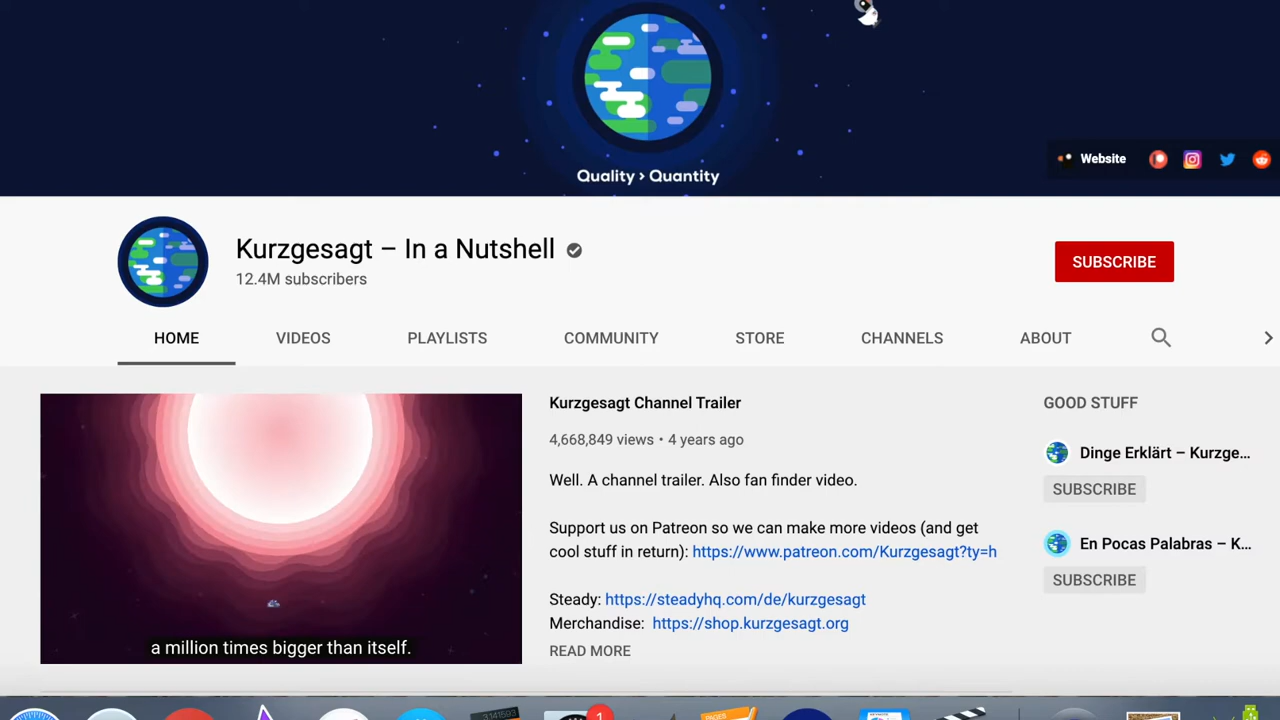 Quality > Quantity
Website
Kurzgesagt – In a Nutshell
12.4M subscribers
SUBSCRIBE
HOME
VIDEOS
PLAYLISTS
COMMUNITY
STORE
CHANNELS
ABOUT
a million times bigger than itself.
Kurzgesagt Channel Trailer
4,668,849 views • 4 years ago
Well. A channel trailer. Also fan finder video.
Support us on Patreon so we can make more videos (and get
cool stuff in return): https://www.patreon.com/Kurzgesagt?ty=h
Steady: https://steadyhq.com/de/kurzgesagt
Merchandise: https://shop.kurzgesagt.org
READ MORE
GOOD STUFF
Dinge Erklärt – Kurzge...
SUBSCRIBE
En Pocas Palabras – K...
SUBSCRIBE
3.141593
1
PAGES